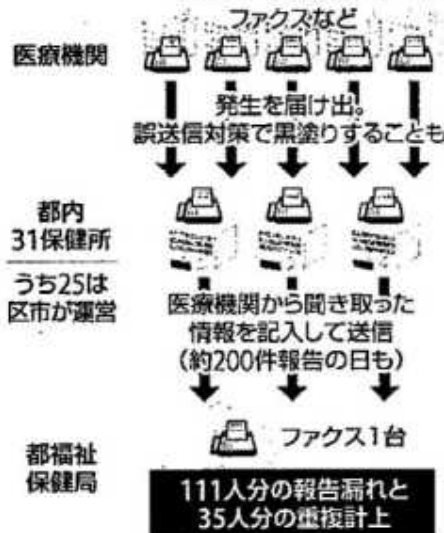 ファクスなど
医療機関
発生を届け出。
誤送信対策で黒塗りすることも
都内
31保健所
うち25は
区市が運営
医療機関から聞き取った
情報を記入して送信
(約200件報告の日も)
ファクス1台
都福祉
保健局
111人分の報告漏れと
35人分の重複計上